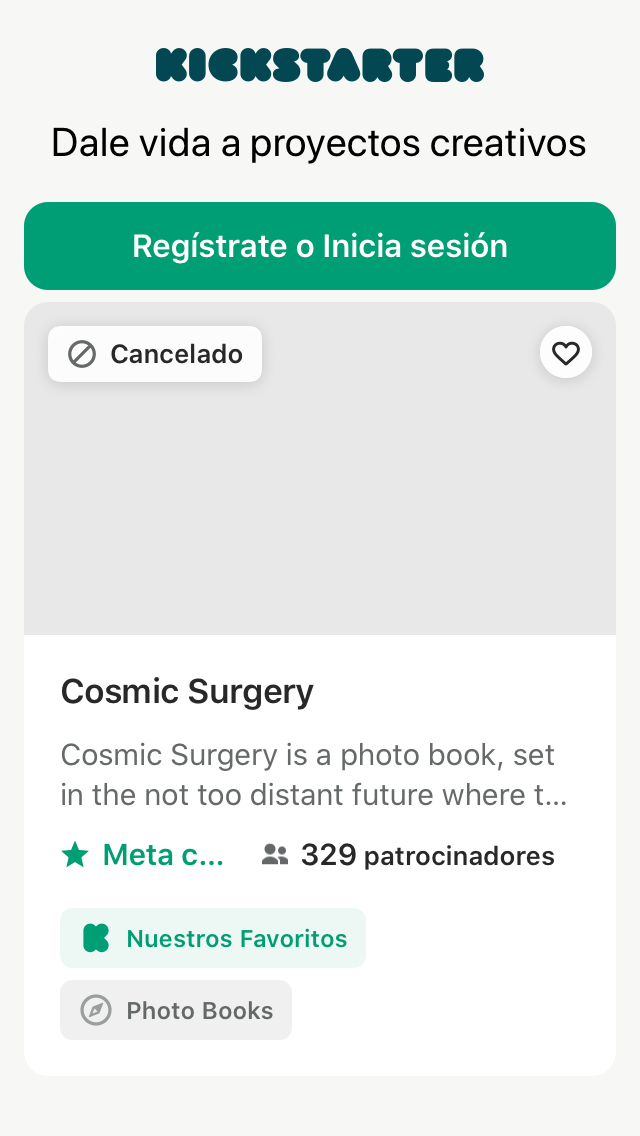 KICKSTARTER
Dale vida a proyectos creativos
Regístrate o Inicia sesión
Cancelado
Cosmic Surgery
Cosmic Surgery is a photo book, set
in the not too distant future where t...
Meta c... 329 patrocinadores
Nuestros Favoritos
Photo Books